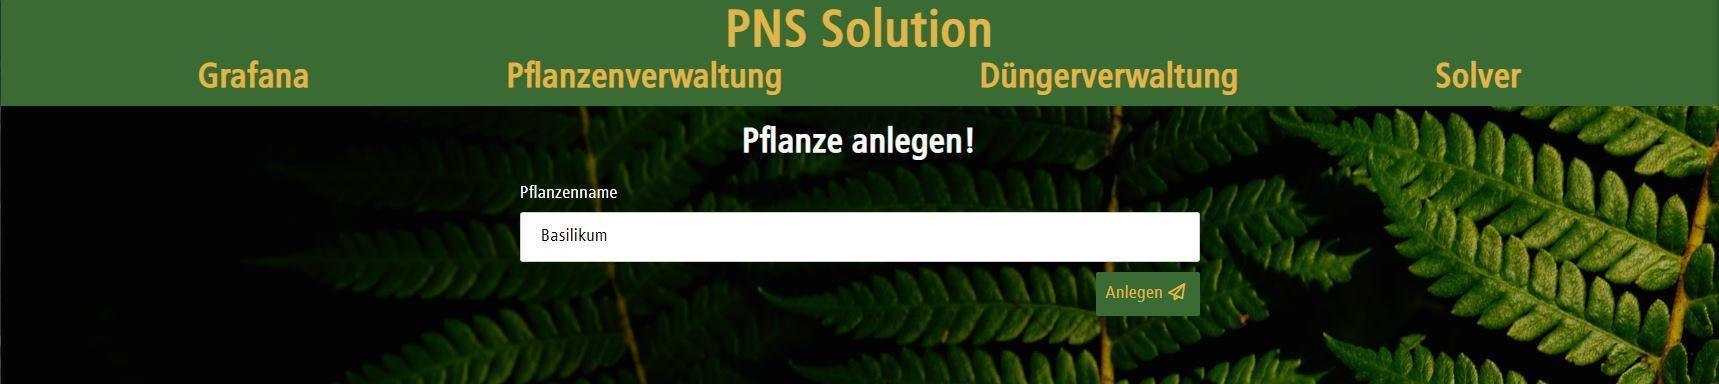 PNS Solution
Grafana Pflanzenverwaltung Düngerverwaltung Solver
Pflanze anlegen!
Pflanzenname
Basilikum
Anlegen